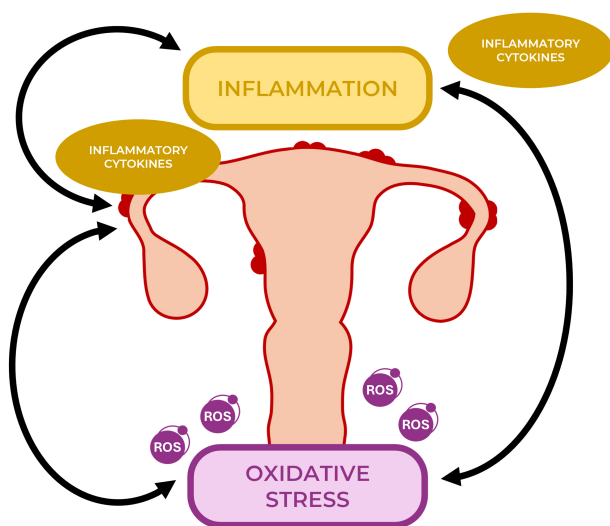 INFLAMMATORY
CYTOKINES
INFLAMMATION
INFLAMMATORY
CYTOKINES
ROS
ROS
ROS
ROS
OXIDATIVE
STRESS